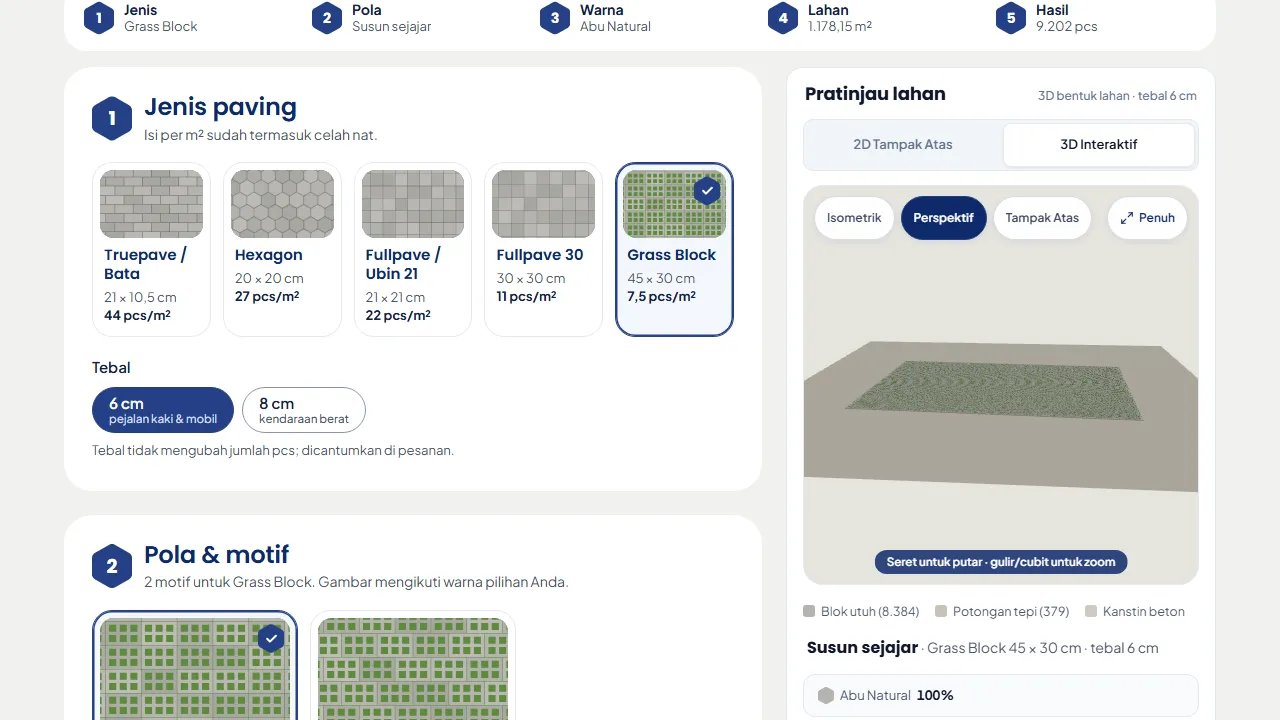 1
Jenis
Grass Block
2
Pola
Susun sejajar
3
Warna
Abu Natural
4
Lahan
1.178,15 m²
5
Hasil
9.202 pcs
1
Jenis paving
Isi per m² sudah termasuk celah nat.
Truepave /
Bata
21 × 10,5 cm
44 pcs/m²
Hexagon
20 × 20 cm
27 pcs/m²
Fullpave /
Ubin 21
21 × 21 cm
22 pcs/m²
Fullpave 30
30 × 30 cm
11 pcs/m²
Grass Block
45 × 30 cm
7,5 pcs/m²
Tebal
6 cm
pejalan kaki & mobil
8 cm
kendaraan berat
Tebal tidak mengubah jumlah pcs; dicantumkan di pesanan.
2
Pola & motif
2 motif untuk Grass Block. Gambar mengikuti warna pilihan Anda.
Pratinjau lahan
3D bentuk lahan · tebal 6 cm
2D Tampak Atas
3D Interaktif
Isometrik
Perspektif
Tampak Atas
Penuh
Seret untuk putar · gulir/cubit untuk zoom
Blok utuh (8.384)
Potongan tepi (379)
Kanstin beton
Susun sejajar · Grass Block 45 × 30 cm · tebal 6 cm
Abu Natural 100%